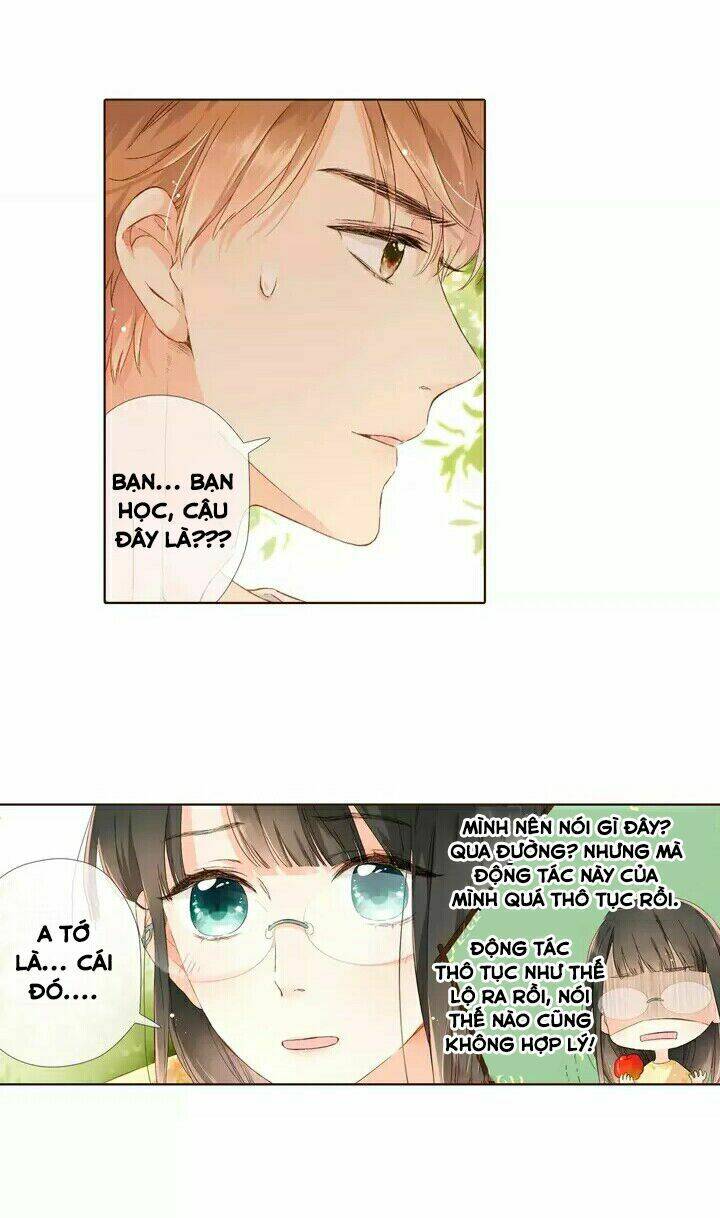 BẠN... BẠN
HỌC, CẬU
ĐÂY LÀ???
A TỚ
LÀ... CÁI
ĐÓ....
MÌNH NÊN NÓI GÌ ĐÂY?
QUA ĐƯỜNG? NHƯNG MÀ
ĐỘNG TÁC NÀY CỦA
MÌNH QUÁ THÔ TỤC RỒI.
ĐỘNG TÁC
THÔ TỤC NHƯ THẾ
LỘ RA RỒI, NÓI
THẾ NÀO CŨNG
KHÔNG HỢP LÝ!